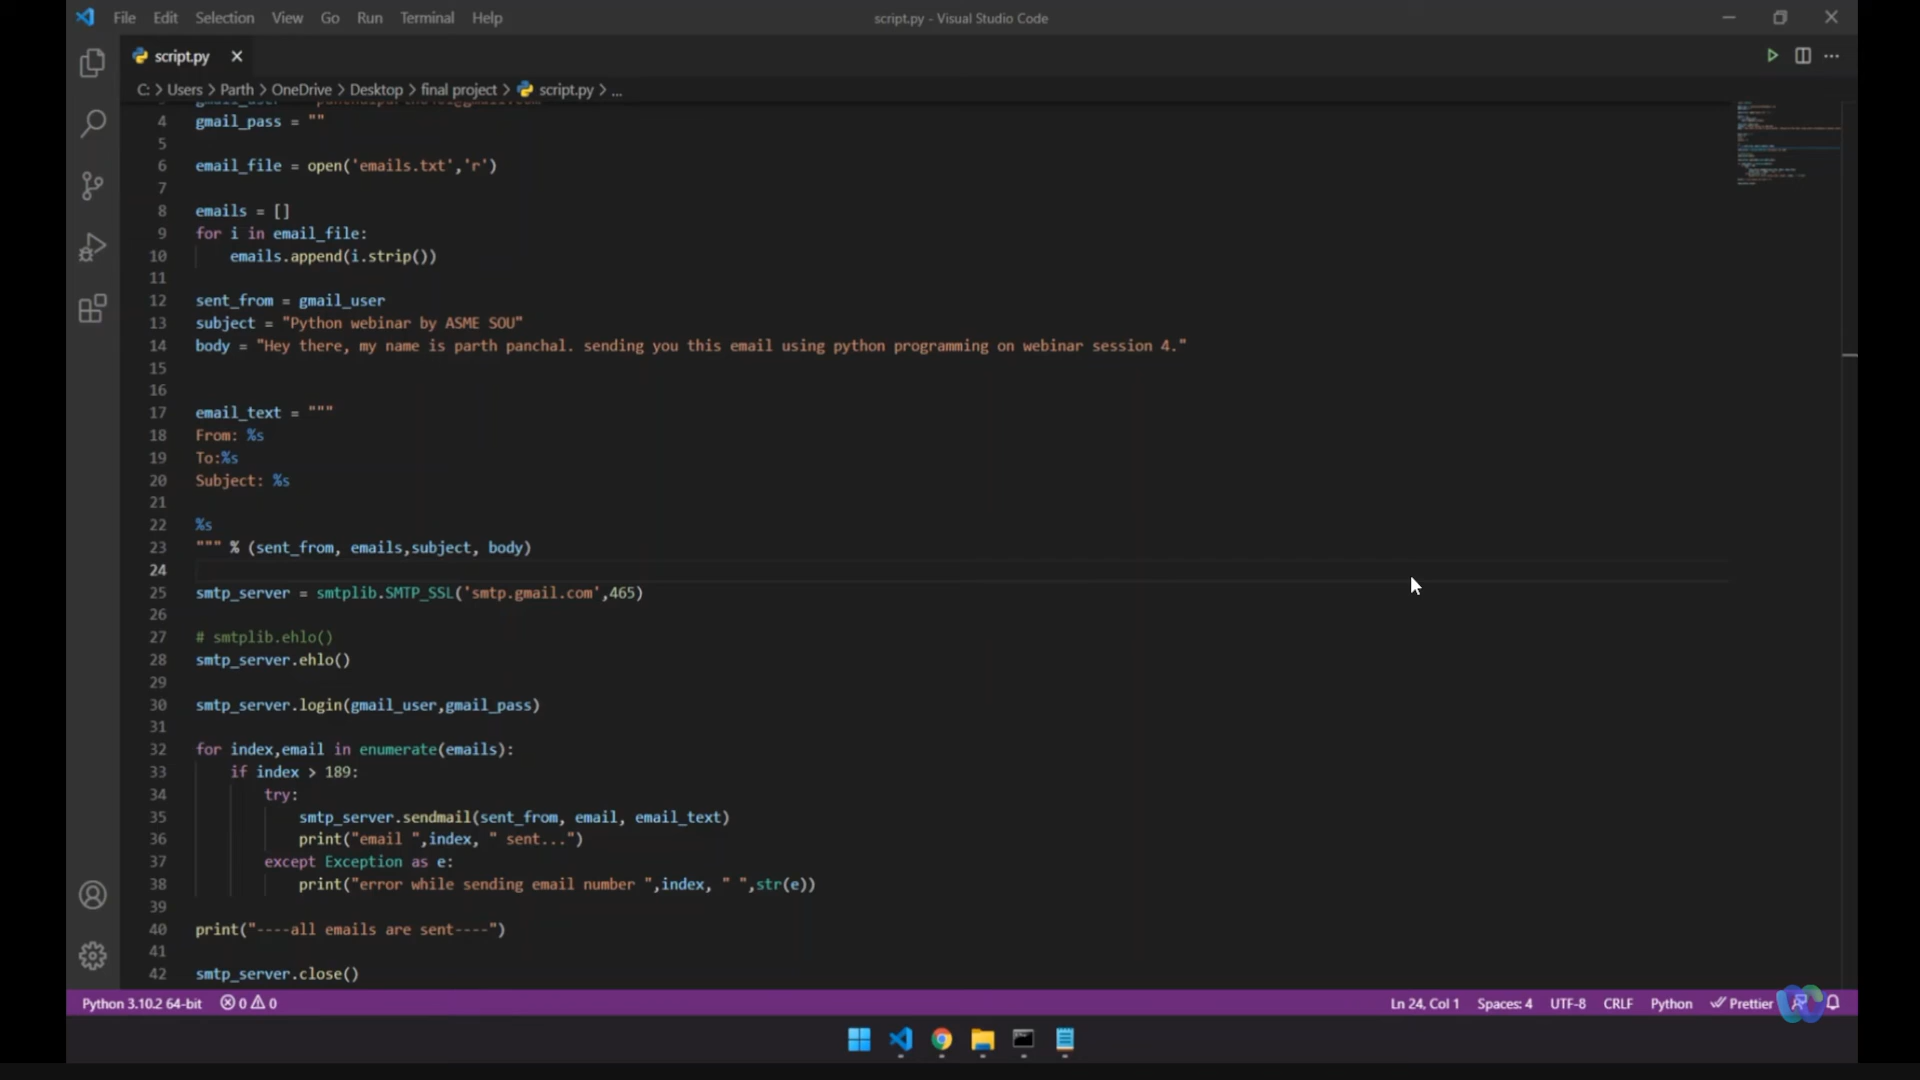 File Edit Selection View Go Run Terminal Help
script.py - Visual Studio Code
script.py
C: > Users > Parth > OneDrive > Desktop > final project > script.py > ...
4 gmail_pass = ""
5
6 email_file = open('emails.txt','r')
7
8 emails = []
9 for i in email_file:
10 emails.append(i.strip())
11
12 sent_from = gmail_user
13 subject = "Python webinar by ASME SOU"
14 body = "Hey there, my name is parth panchal. sending you this email using python programming on webinar session 4."
15
16
17 email_text = """
18 From: %s
19 To:%s
20 Subject: %s
21
22 %s
23 """ % (sent_from, emails,subject, body)
24
25 smtp_server = smtplib.SMTP_SSL('smtp.gmail.com',465)
26
27 # smtplib.ehlo()
28 smtp_server.ehlo()
29
30 smtp_server.login(gmail_user,gmail_pass)
31
32 for index,email in enumerate(emails):
33 if index > 189:
34 try:
35 smtp_server.sendmail(sent_from, email, email_text)
36 print("email ",index, " sent...")
37 except Exception as e:
38 print("error while sending email number ",index, " ",str(e))
39
40 print("----all emails are sent----")
41
42 smtp_server.close()
Python 3.10.2 64-bit 0 0 Ln 24, Col 1 Spaces: 4 UTF-8 CRLF Python Prettier